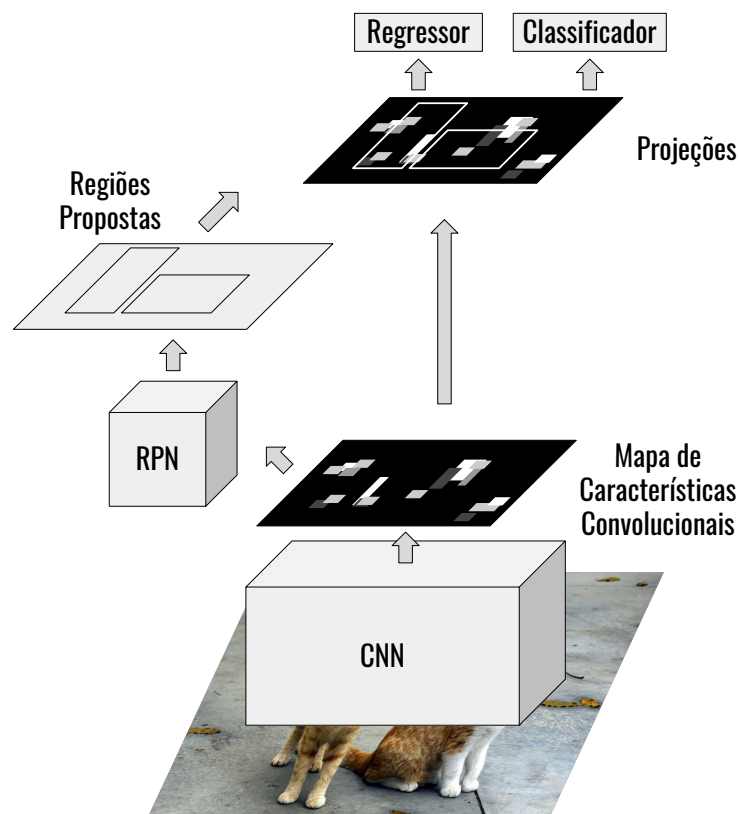 Regressor
Classificador
Projeções
Regiões
Propostas
RPN
Mapa de
Características
Convolucionais
CNN